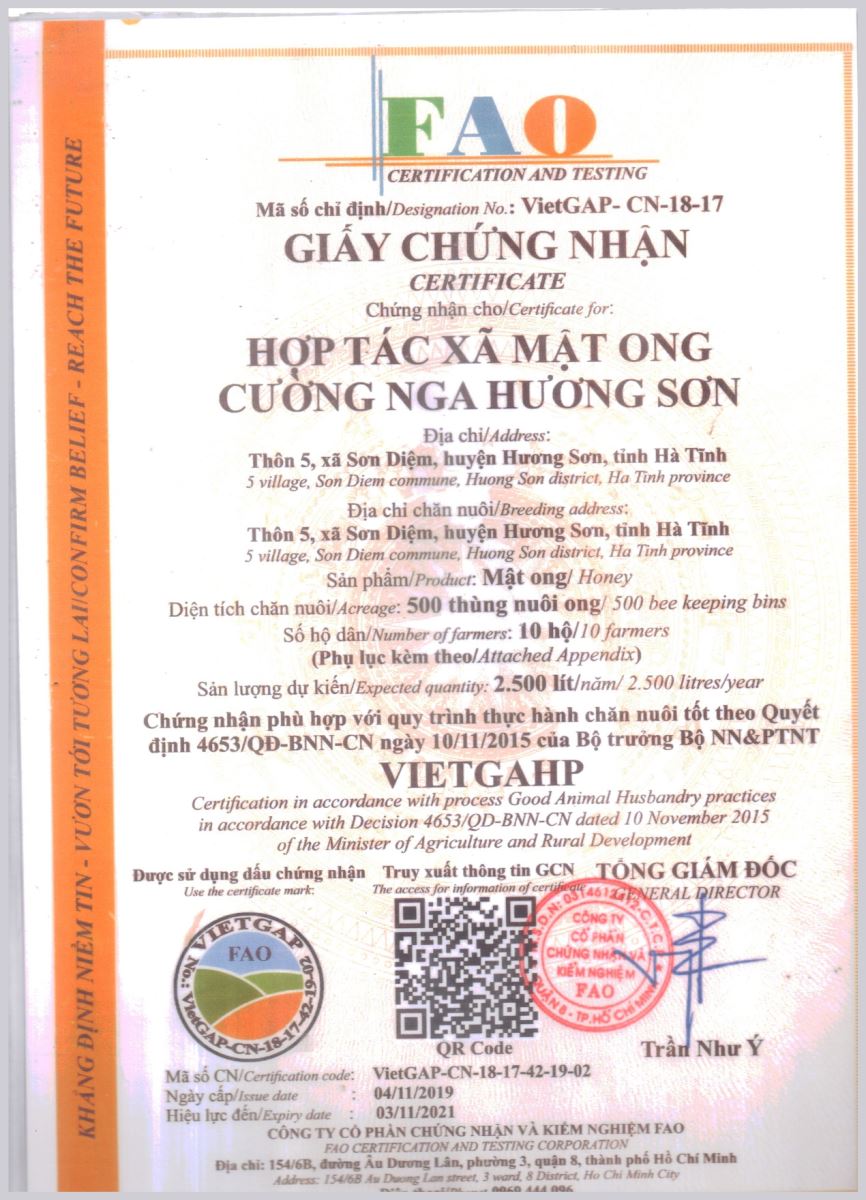 KHẲNG ĐỊNH NIỀM TIN - VƯƠN TỚI TƯƠNG LAI/CONFIRM BELIEF - REACH THE FUTURE
FAO
CERTIFICATION AND TESTING
Mã số chỉ định/Designation No.: VietGAP- CN-18-17
GIẤY CHỨNG NHẬN
CERTIFICATE
Chứng nhận cho/Certificate for:
HỢP TÁC XÃ MẬT ONG
CƯỜNG NGA HƯƠNG SƠN
Địa chỉ/Address:
Thôn 5, xã Sơn Diệm, huyện Hương Sơn, tỉnh Hà Tĩnh
5 village, Son Diem commune, Huong Son district, Ha Tinh province
Địa chỉ chăn nuôi/Breeding address:
Thôn 5, xã Sơn Diệm, huyện Hương Sơn, tỉnh Hà Tĩnh
5 village, Son Diem commune, Huong Son district, Ha Tinh province
Sản phẩm/Product: Mật ong/ Honey
Diện tích chăn nuôi/Acreage: 500 thùng nuôi ong/ 500 bee keeping bins
Số hộ dân/Number of farmers: 10 hộ/10 farmers
(Phụ lục kèm theo/Attached Appendix)
Sản lượng dự kiến/Expected quantity: 2.500 lít/năm/ 2.500 litres/year
Chứng nhận phù hợp với quy trình thực hành chăn nuôi tốt theo Quyết
định 4653/QĐ-BNN-CN ngày 10/11/2015 của Bộ trưởng Bộ NN&PTNT
VIETGAHP
Certification in accordance with process Good Animal Husbandry practices
in accordance with Decision 4653/QD-BNN-CN dated 10 November 2015
of the Minister of Agriculture and Rural Development
Được sử dụng dấu chứng nhận
Use the certificate mark:
Truy xuất thông tin GCN
The access for information of certificate
TỔNG GIÁM ĐỐC
GENERAL DIRECTOR
VIETGAP
FAO
No.: VietGAP-CN-18-17-42-19-02
QR Code
CÔNG TY
CỔ PHẦN
CHỨNG NHẬN VÀ
KIỂM NGHIỆM
FAO
QUẬN 8 - TP.HỒ CHÍ MINH
Trần Như Ý
Mã số CN/Certification code: VietGAP-CN-18-17-42-19-02
Ngày cấp/Issue date : 04/11/2019
Hiệu lực đến/Expiry date : 03/11/2021
CÔNG TY CỔ PHẦN CHỨNG NHẬN VÀ KIỂM NGHIỆM FAO
FAO CERTIFICATION AND TESTING CORPORATION
Địa chỉ: 154/6B, đường Âu Dương Lân, phường 3, quận 8, thành phố Hồ Chí Minh
Address: 154/6B Au Duong Lan street, 3 ward, 8 District, Ho Chi Minh City